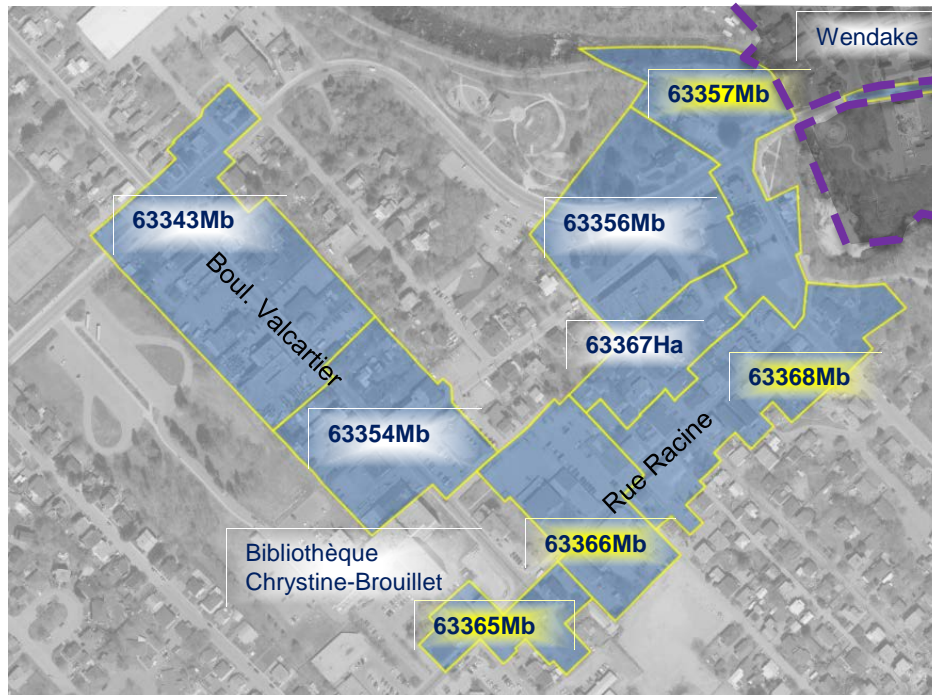 Wendake
63357Mb
63343Mb
63356Mb
Boul. Valcartier
63367Ha
63368Mb
63354Mb
Rue Racine
63366Mb
Bibliothèque
Chrystine-Brouillet
63365Mb